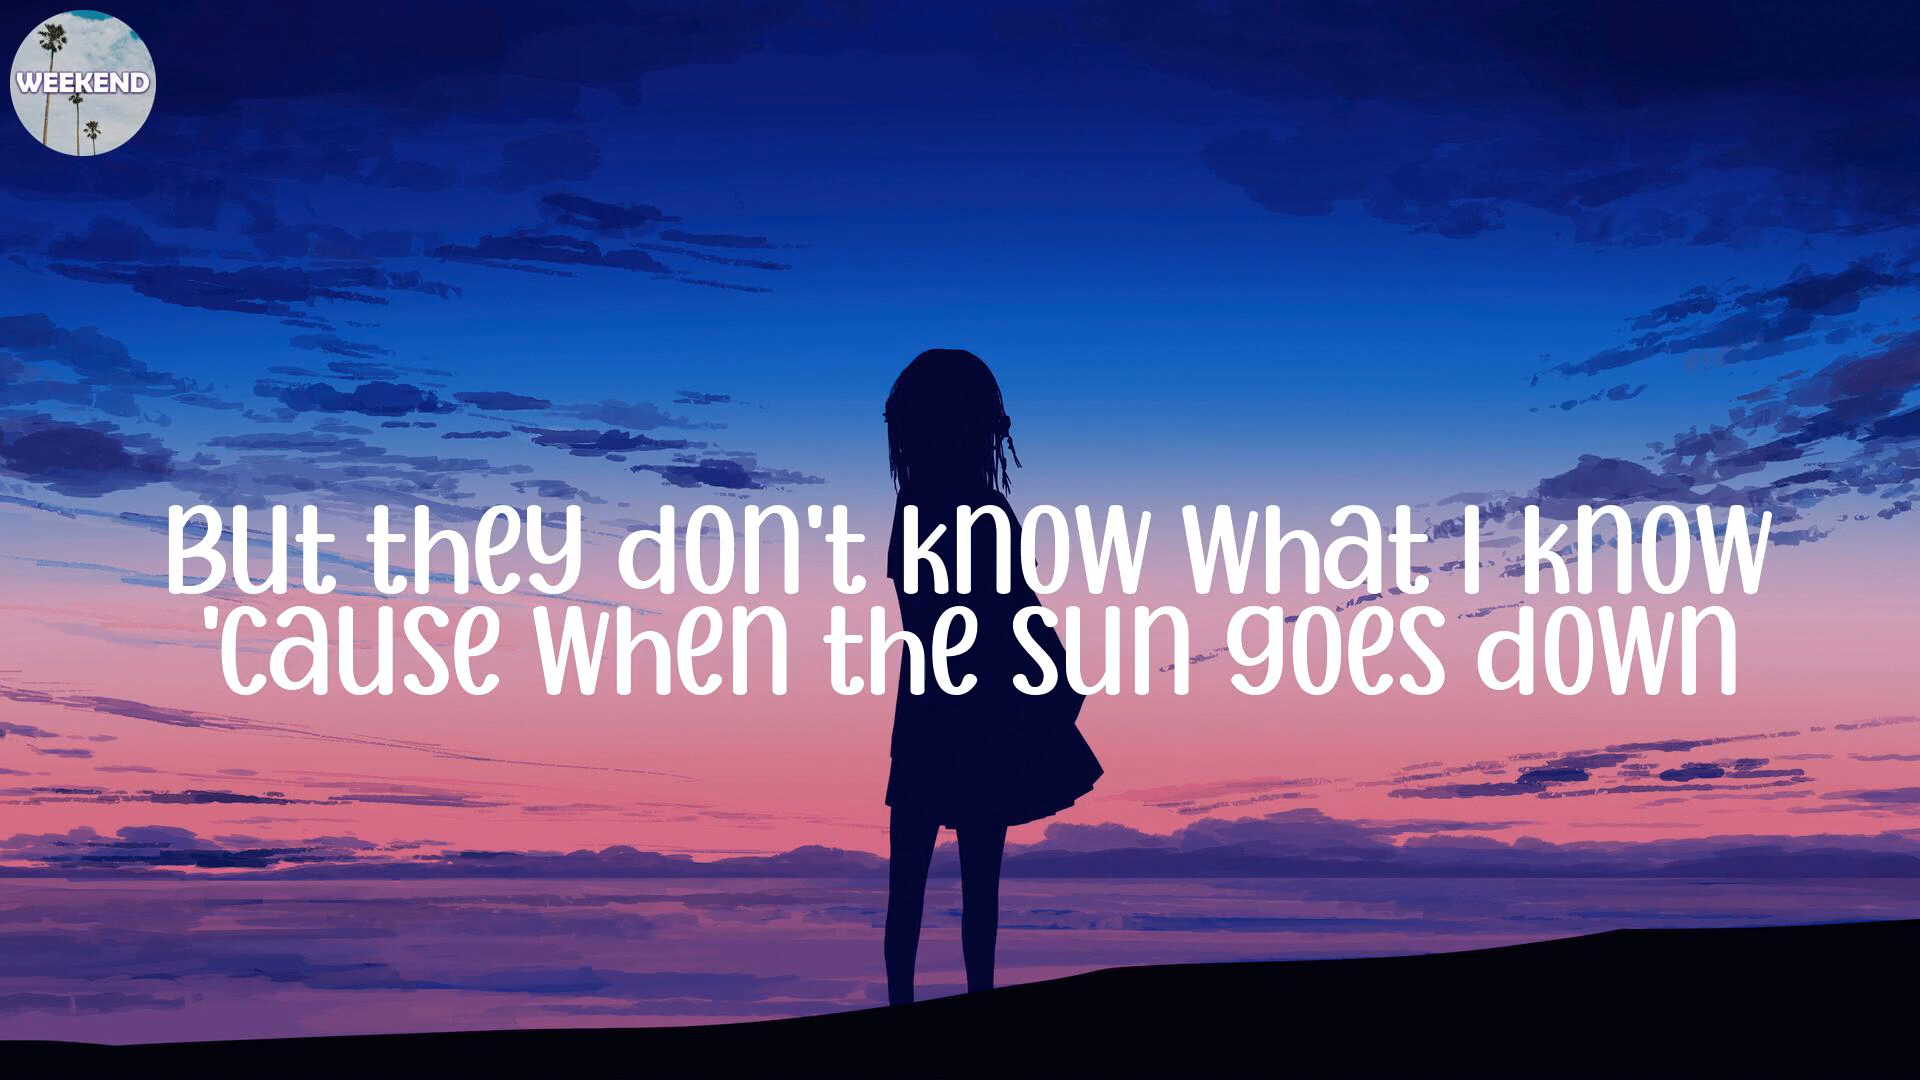 WEEKEND
But they don't know what I know
'cause when the sun goes down